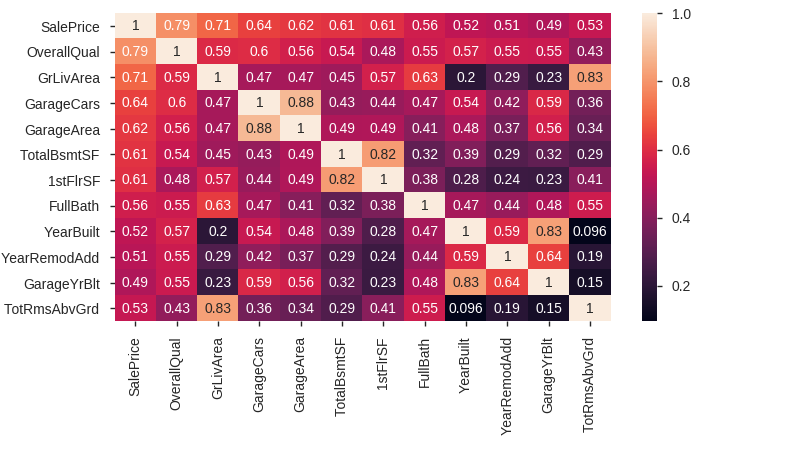 SalePrice 1 0.79 0.71 0.64 0.62 0.61 0.61 0.56 0.52 0.51 0.49 0.53
OverallQual 0.79 1 0.59 0.6 0.56 0.54 0.48 0.55 0.57 0.55 0.55 0.43
GrLivArea 0.71 0.59 1 0.47 0.47 0.45 0.57 0.63 0.2 0.29 0.23 0.83
GarageCars 0.64 0.6 0.47 1 0.88 0.43 0.44 0.47 0.54 0.42 0.59 0.36
GarageArea 0.62 0.56 0.47 0.88 1 0.49 0.49 0.41 0.48 0.37 0.56 0.34
TotalBsmtSF 0.61 0.54 0.45 0.43 0.49 1 0.82 0.32 0.39 0.29 0.32 0.29
1stFlrSF 0.61 0.48 0.57 0.44 0.49 0.82 1 0.38 0.28 0.24 0.23 0.41
FullBath 0.56 0.55 0.63 0.47 0.41 0.32 0.38 1 0.47 0.44 0.48 0.55
YearBuilt 0.52 0.57 0.2 0.54 0.48 0.39 0.28 0.47 1 0.59 0.83 0.096
YearRemodAdd 0.51 0.55 0.29 0.42 0.37 0.29 0.24 0.44 0.59 1 0.64 0.19
GarageYrBlt 0.49 0.55 0.23 0.59 0.56 0.32 0.23 0.48 0.83 0.64 1 0.15
TotRmsAbvGrd 0.53 0.43 0.83 0.36 0.34 0.29 0.41 0.55 0.096 0.19 0.15 1
SalePrice
OverallQual
GrLivArea
GarageCars
GarageArea
TotalBsmtSF
1stFlrSF
FullBath
YearBuilt
YearRemodAdd
GarageYrBlt
TotRmsAbvGrd
1.0
0.8
0.6
0.4
0.2